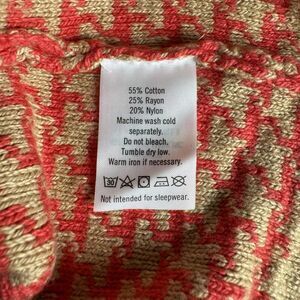 55% Cotton
25% Rayon
20% Nylon
Machine wash cold
separately.
Do not bleach.
Tumble dry low.
Warm iron if necessary.
30
Not intended for sleepwear.